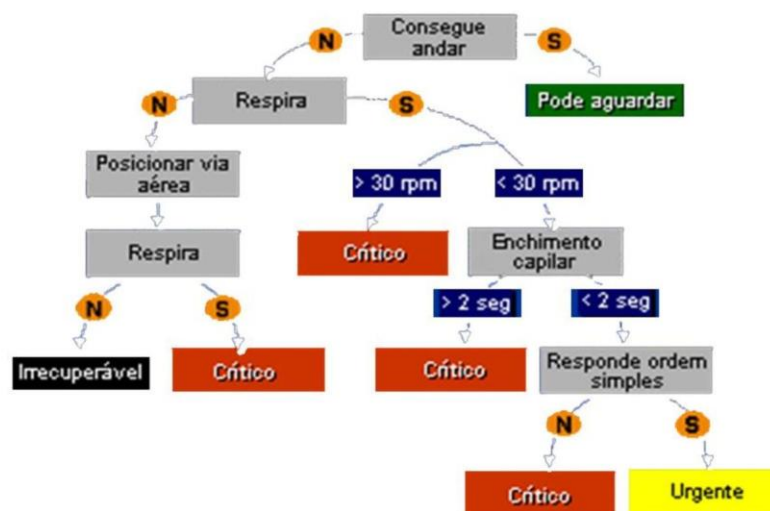 Consegue
andar
N
S
Respira
Pode aguardar
N
S
Posicionar via
aérea
> 30 rpm
< 30 rpm
Respira
Crítico
Enchimento
capilar
N
S
> 2 seg
< 2 seg
Irrecuperável
Crítico
Crítico
Responde ordem
simples
N
S
Crítico
Urgente